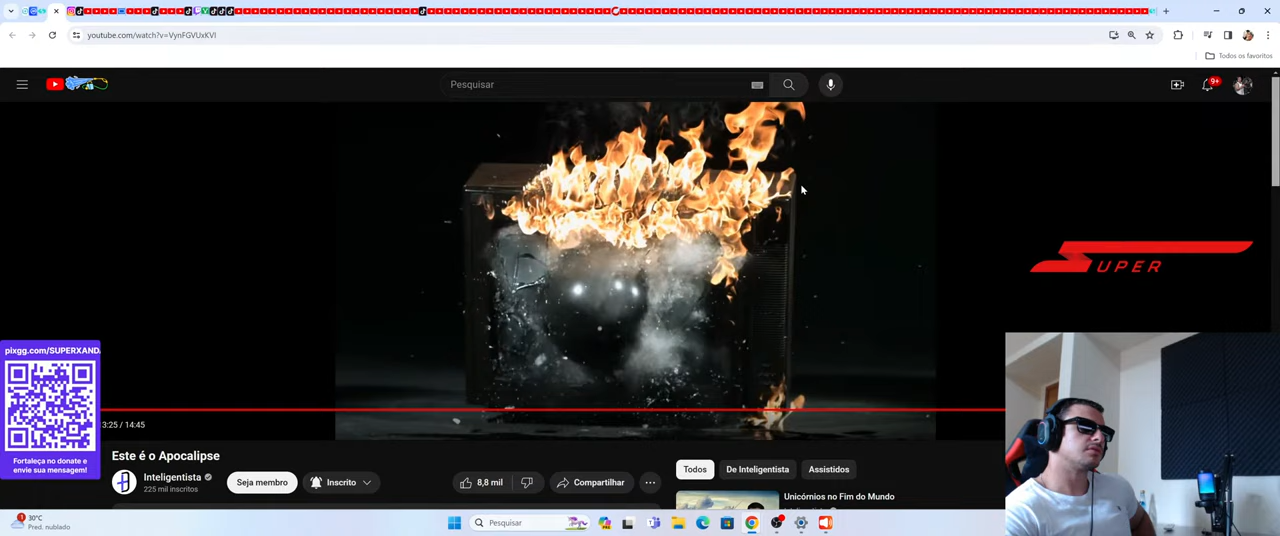 youtube.com/watch?v=VynFGVUxKVI
Todos os favoritos
Pesquisar
9+
SUPER
pixgg.com/SUPERXAND
Fortaleça no donate e
envie sua mensagem!
3:25 / 14:45
Este é o Apocalipse
Inteligentista
225 mil inscritos
Seja membro
Inscrito
8,8 mil
Compartilhar
Todos
De Inteligentista
Assistidos
Unicórnios no Fim do Mundo
1
30°C
Pred. nublado
Pesquisar